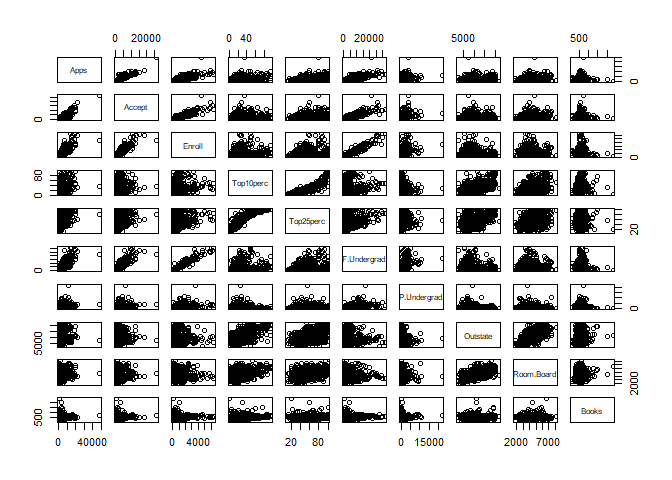 0 20000 0 40 0 20000 5000 500
Apps 0
0 Accept
Enroll 0
0 80 Top10perc
Top25perc 20
0 F.Undergrad
P.Undergrad 0
5000 Outstate
Room.Board 2000
500 Books
0 40000 0 4000 20 80 0 15000 2000 7000